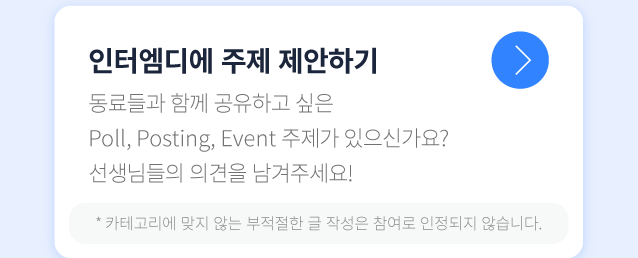 인터엠디에 주제 제안하기
동료들과 함께 공유하고 싶은
Poll, Posting, Event 주제가 있으신가요?
선생님들의 의견을 남겨주세요!
* 카테고리에 맞지 않는 부적절한 글 작성은 참여로 인정되지 않습니다.